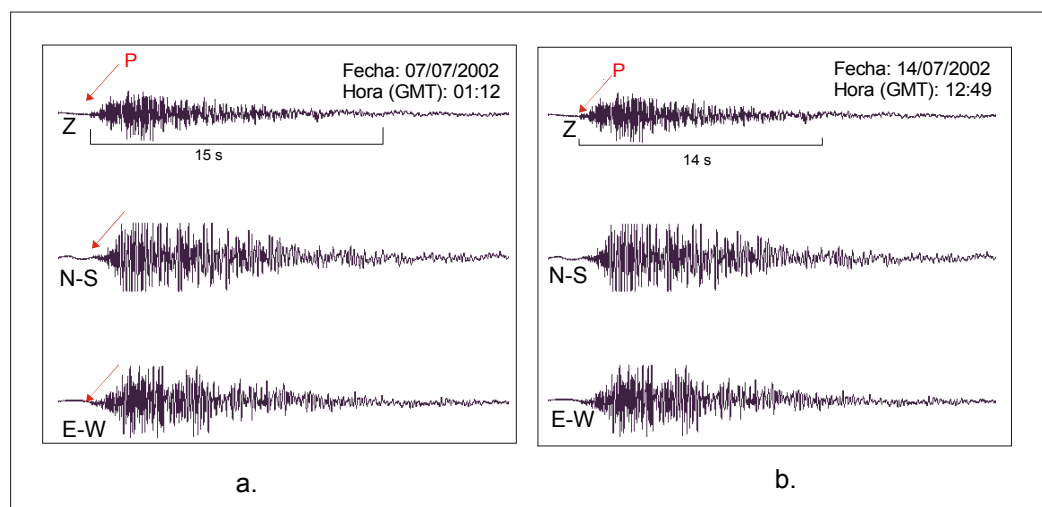 P
Fecha: 07/07/2002
Hora (GMT): 01:12
Z
15 s
N-S
E-W
a.
P
Fecha: 14/07/2002
Hora (GMT): 12:49
Z
14 s
N-S
E-W
b.